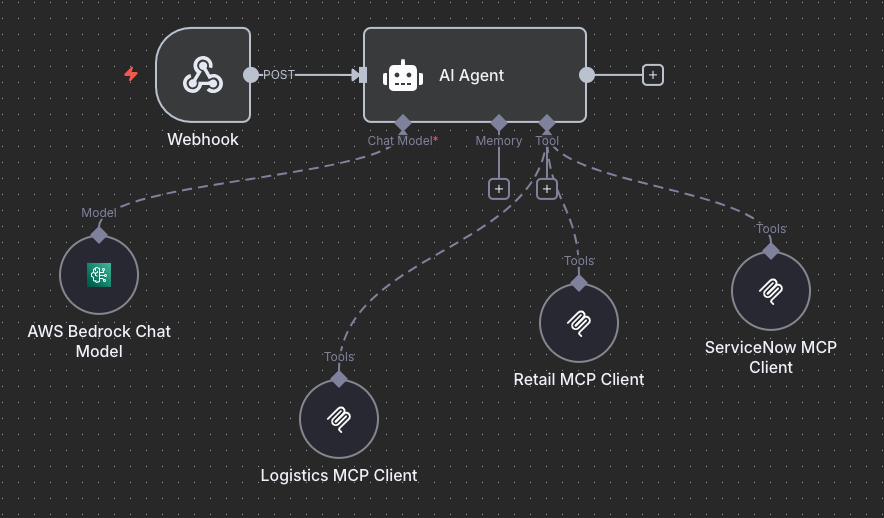 POST
AI Agent
Webhook
Chat Model*
Memory
Tool
Model
Tools
Tools
AWS Bedrock Chat
Model
ServiceNow MCP
Client
Tools
Retail MCP Client
Logistics MCP Client